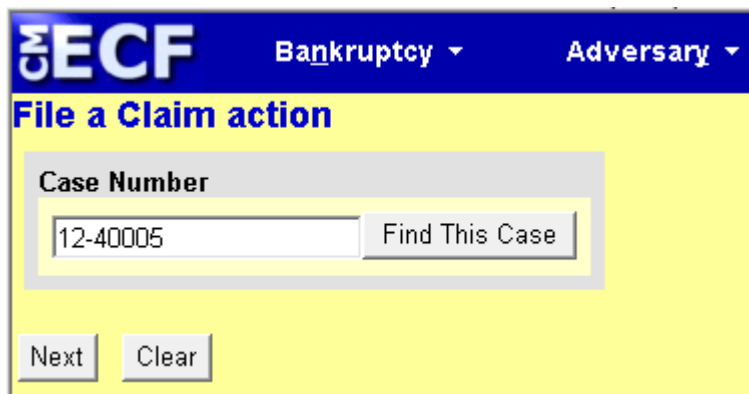 CM ECF Bankruptcy Adversary
File a Claim action
Case Number
12-40005 Find This Case
Next Clear